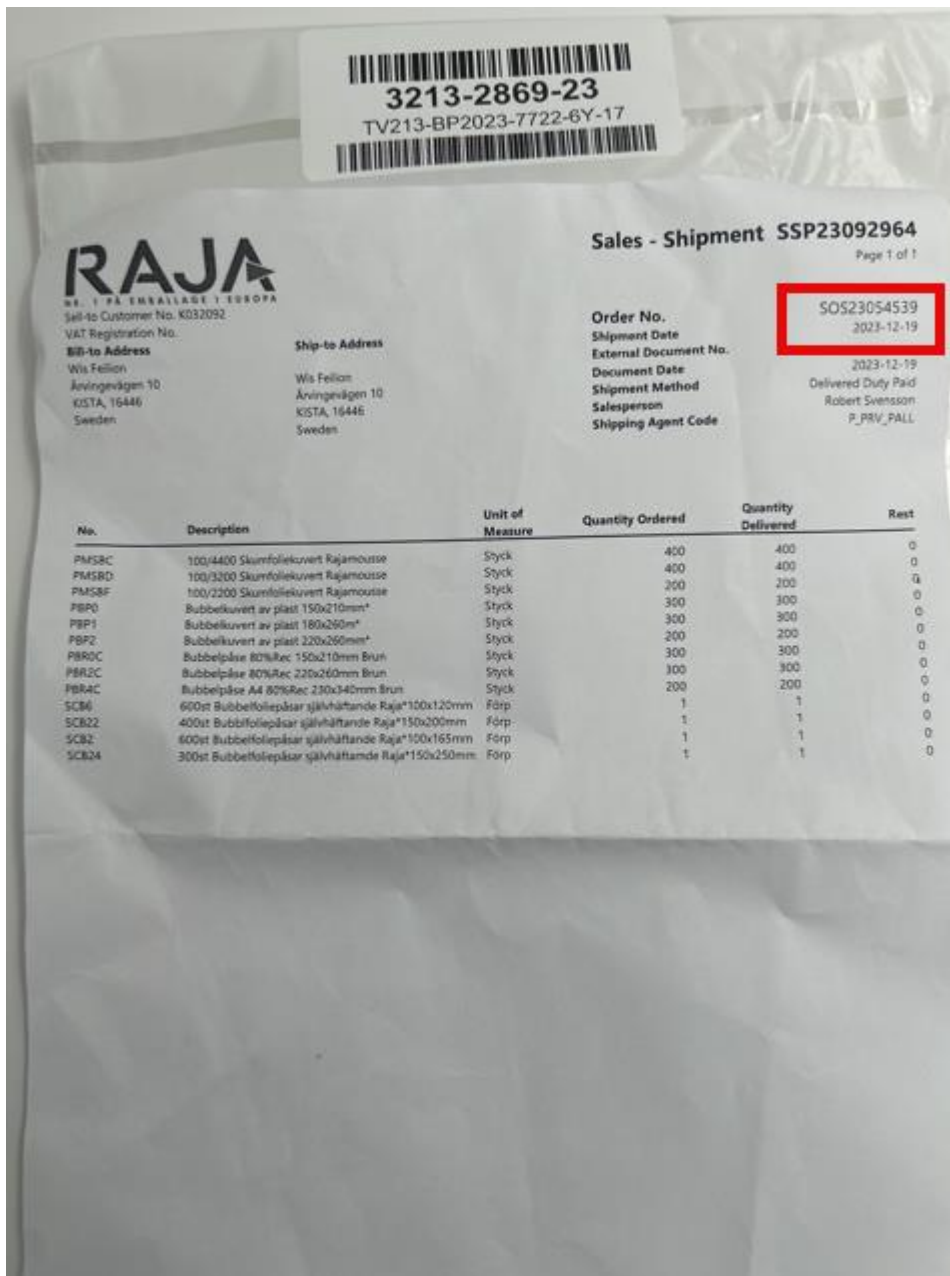 3213-2869-23
TV213-BP2023-7722-6Y-17
RAJA
NR. 1 PÅ EMBALLAGE I EUROPA
Sales - Shipment SSP23092964
Page 1 of 1
Sell-to Customer No. K032092
VAT Registration No.
Bill-to Address
Wis Fellion
Årvingevägen 10
KISTA, 16446
Sweden
Ship-to Address
Wis Fellion
Årvingevägen 10
KISTA, 16446
Sweden
Order No. SOS23054539
Shipment Date 2023-12-19
External Document No.
Document Date 2023-12-19
Shipment Method Delivered Duty Paid
Salesperson Robert Svensson
Shipping Agent Code P_PRV_PALL
No. Description Unit of Measure Quantity Ordered Quantity Delivered Rest
PMSBC 100/4400 Skumfoliekuvert Rajamousse Styck 400 400 0
PMSBD 100/3200 Skumfoliekuvert Rajamousse Styck 400 400 0
PMSBF 100/2200 Skumfoliekuvert Rajamousse Styck 200 200 0
PBP0 Bubbelkuvert av plast 150x210mm* Styck 300 300 0
PBP1 Bubbelkuvert av plast 180x260m* Styck 300 300 0
PBP2 Bubbelkuvert av plast 220x260mm* Styck 200 200 0
PBR0C Bubbelpåse 80%Rec 150x210mm Brun Styck 300 300 0
PBR2C Bubbelpåse 80%Rec 220x260mm Brun Styck 300 300 0
PBR4C Bubbelpåse A4 80%Rec 230x340mm Brun Styck 200 200 0
SCB6 600st Bubbelfoliepåsar självhäftande Raja*100x120mm Förp 1 1 0
SCB22 400st Bubbelfoliepåsar självhäftande Raja*150x200mm Förp 1 1 0
SCB2 600st Bubbelfoliepåsar självhäftande Raja*100x165mm Förp 1 1 0
SCB24 300st Bubbelfoliepåsar självhäftande Raja*150x250mm Förp 1 1 0